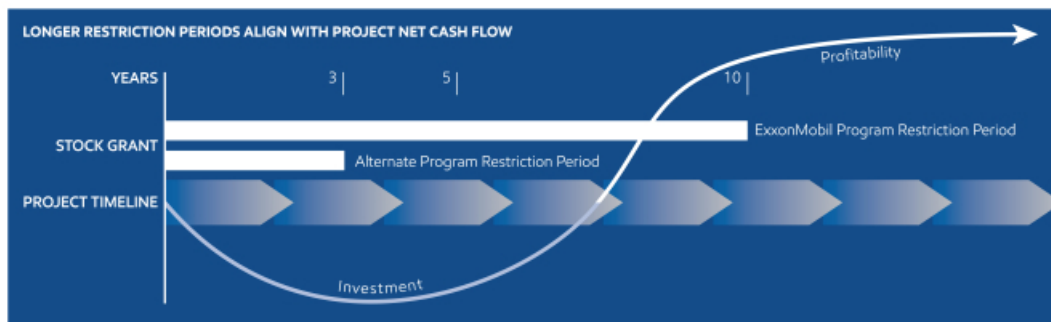 LONGER RESTRICTION PERIODS ALIGN WITH PROJECT NET CASH FLOW
Profitability
YEARS 3 5 10
ExxonMobil Program Restriction Period
STOCK GRANT
Alternate Program Restriction Period
PROJECT TIMELINE
Investment